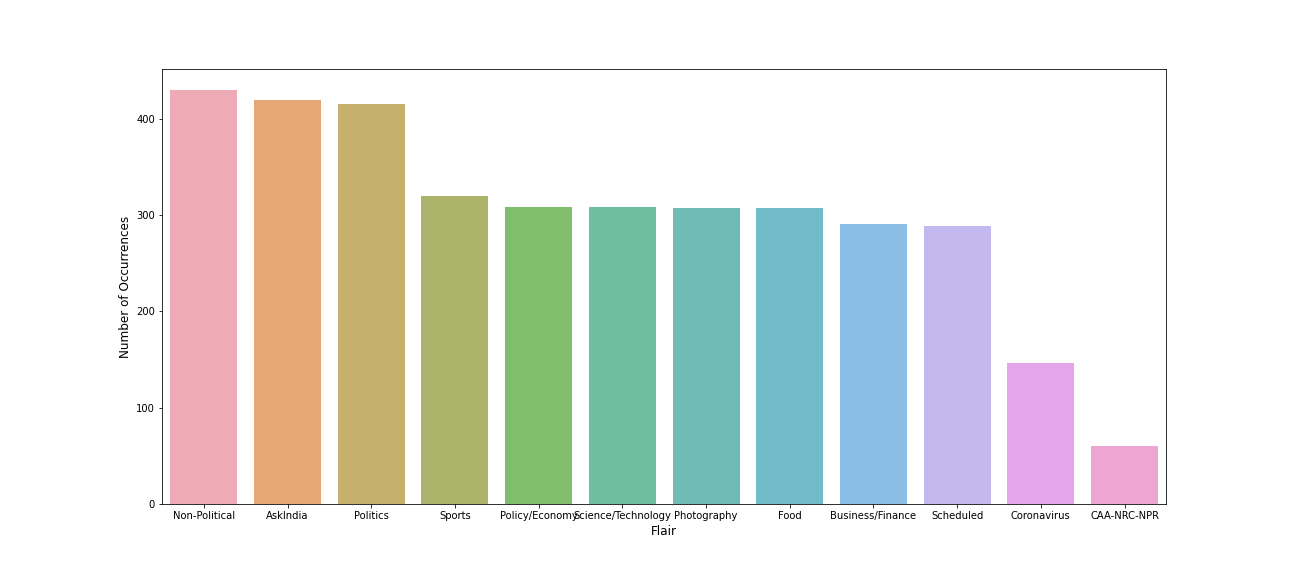 Number of Occurrences
400
300
200
100
0
Non-Political AskIndia Politics Sports Policy/Economy Science/Technology Photography Food Business/Finance Scheduled Coronavirus CAA-NRC-NPR
Flair